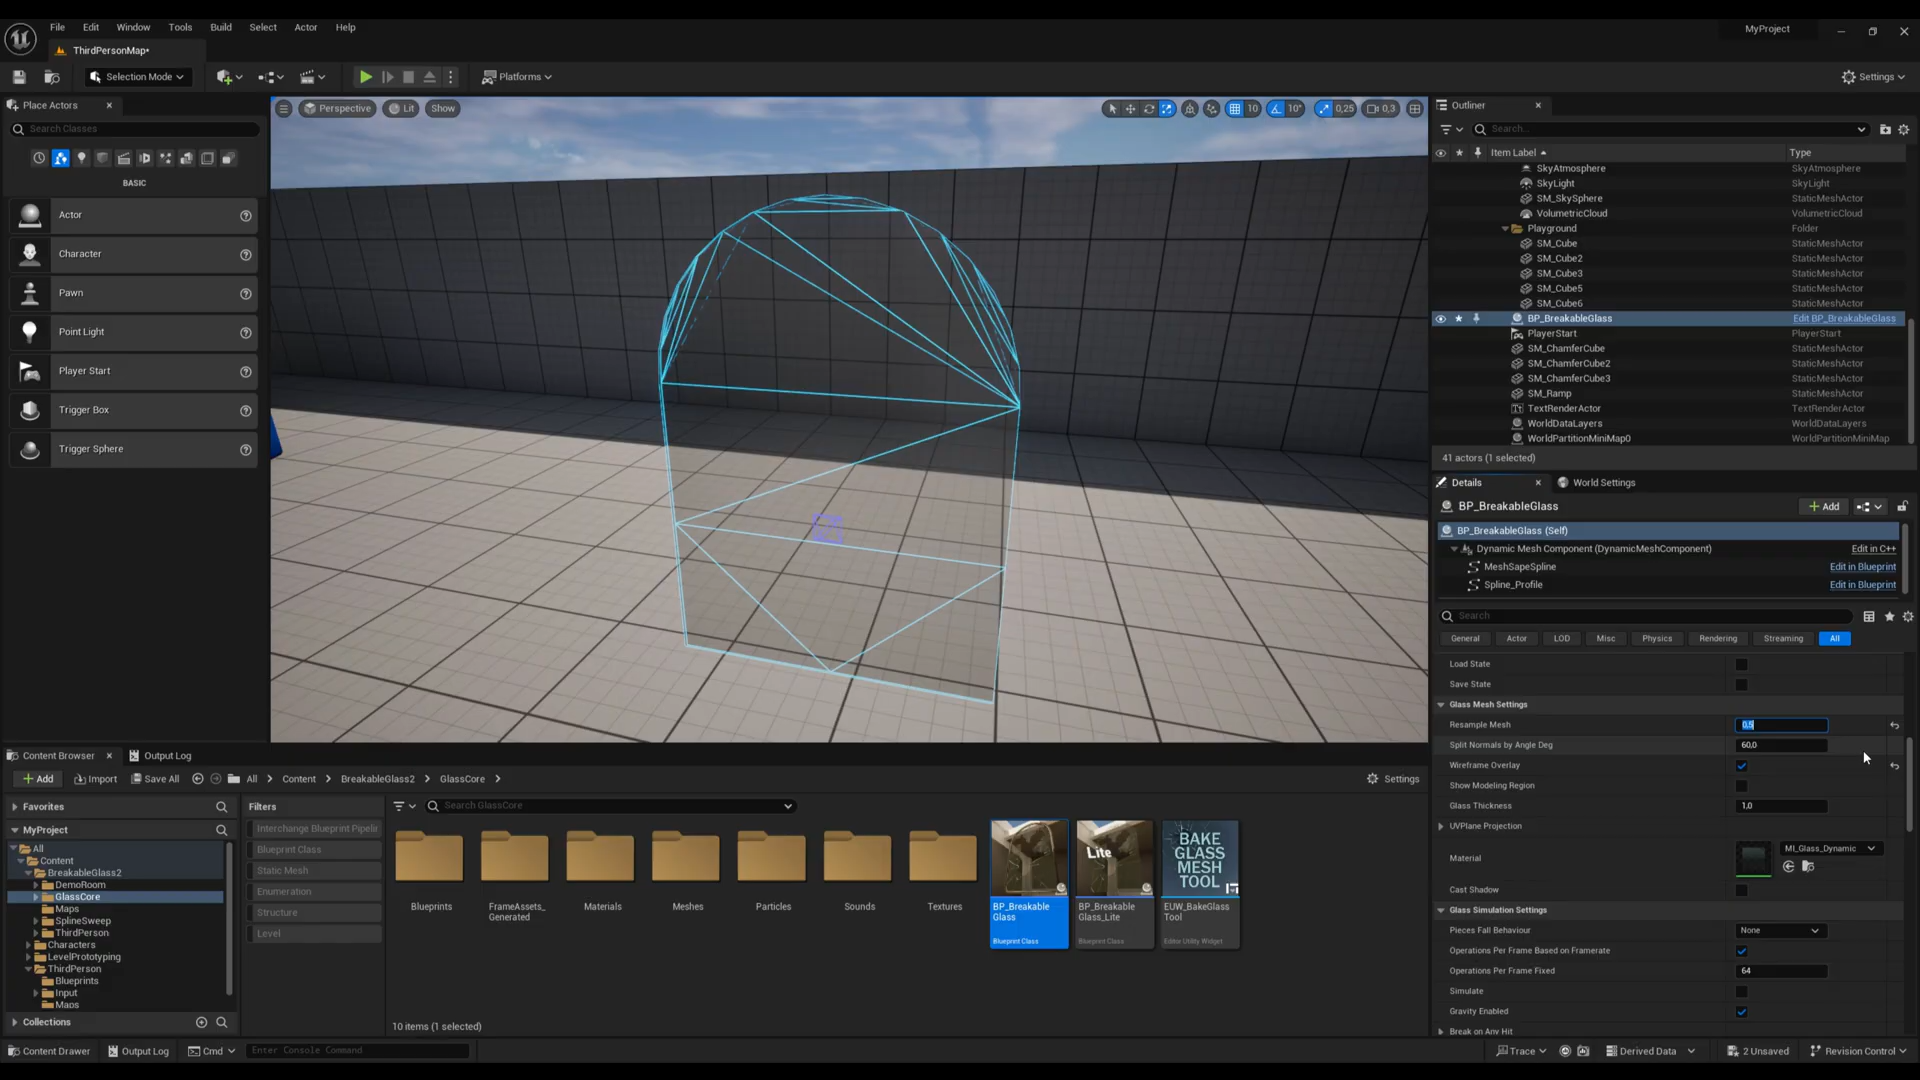 File Edit Window Tools Build Select Actor Help
MyProject
ThirdPersonMap*
Selection Mode
Platforms
Settings
Place Actors
Search Classes
BASIC
Actor
Character
Pawn
Point Light
Player Start
Trigger Box
Trigger Sphere
Perspective Lit Show
10 10° 0,25 0,3
Outliner
Search...
Item Label Type
SkyAtmosphere SkyAtmosphere
SkyLight SkyLight
SM_SkySphere StaticMeshActor
VolumetricCloud VolumetricCloud
Playground Folder
SM_Cube StaticMeshActor
SM_Cube2 StaticMeshActor
SM_Cube3 StaticMeshActor
SM_Cube5 StaticMeshActor
SM_Cube6 StaticMeshActor
BP_BreakableGlass Edit BP_BreakableGlass
PlayerStart PlayerStart
SM_ChamferCube StaticMeshActor
SM_ChamferCube2 StaticMeshActor
SM_ChamferCube3 StaticMeshActor
SM_Ramp StaticMeshActor
TextRenderActor TextRenderActor
WorldDataLayers WorldDataLayers
WorldPartitionMiniMap0 WorldPartitionMiniMap
41 actors (1 selected)
Details World Settings
BP_BreakableGlass
Add
BP_BreakableGlass (Self)
Dynamic Mesh Component (DynamicMeshComponent) Edit in C++
MeshSapeSpline Edit in Blueprint
Spline_Profile Edit in Blueprint
Search
General Actor LOD Misc Physics Rendering Streaming All
Load State
Save State
Glass Mesh Settings
Resample Mesh 0,5
Split Normals by Angle Deg 60,0
Wireframe Overlay
Show Modeling Region
Glass Thickness 1,0
UVPlane Projection
Material MI_Glass_Dynamic
Cast Shadow
Glass Simulation Settings
Pieces Fall Behaviour None
Operations Per Frame Based on Framerate
Operations Per Frame Fixed 64
Simulate
Gravity Enabled
Break on Any Hit
Content Browser Output Log
Add Import Save All All Content BreakableGlass2 GlassCore Settings
Favorites
MyProject
All
Content
BreakableGlass2
DemoRoom
GlassCore
Maps
SplineSweep
ThirdPerson
Characters
LevelPrototyping
ThirdPerson
Blueprints
Input
Maps
Collections
Filters
Interchange Blueprint Pipelin
Blueprint Class
Static Mesh
Enumeration
Structure
Level
Search GlassCore
Blueprints
FrameAssets_
Generated
Materials
Meshes
Particles
Sounds
Textures
BP_Breakable
Glass
Blueprint Class
Lite
BP_Breakable
Glass_Lite
Blueprint Class
BAKE
GLASS
MESH
TOOL
EUW_BakeGlass
Tool
Editor Utility Widget
10 items (1 selected)
Content Drawer Output Log Cmd Enter Console Command
Trace Derived Data 2 Unsaved Revision Control